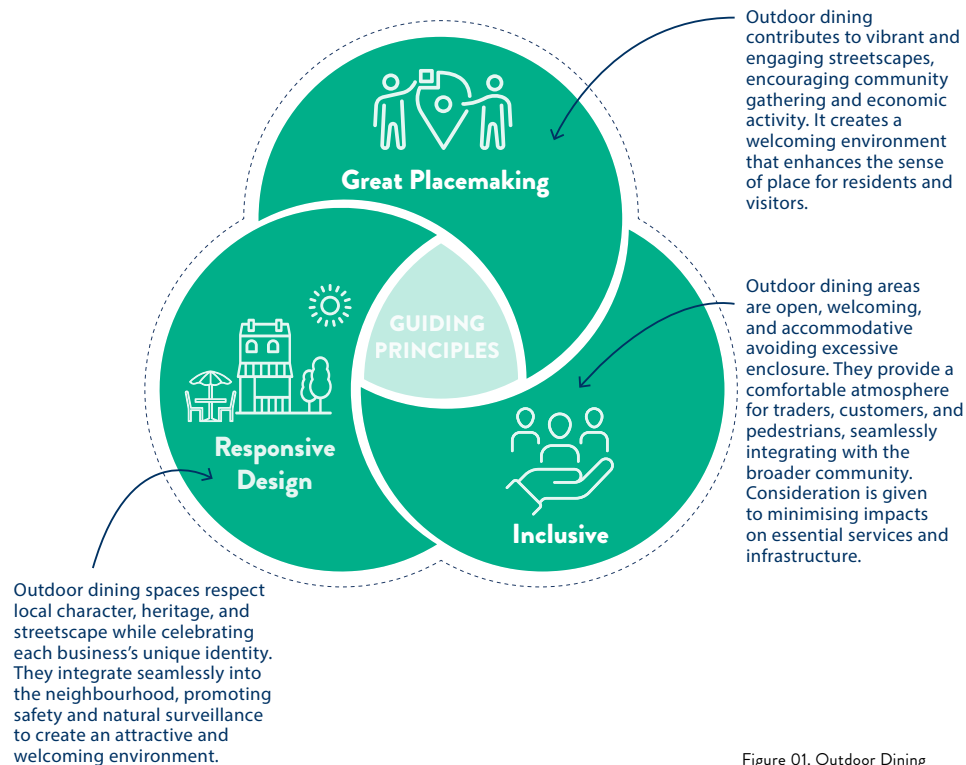 Outdoor dining
contributes to vibrant and
engaging streetscapes,
encouraging community
gathering and economic
activity. It creates a
welcoming environment
that enhances the sense
of place for residents and
visitors.
Great Placemaking
GUIDING
PRINCIPLES
Outdoor dining areas
are open, welcoming,
and accommodative
avoiding excessive
enclosure. They provide a
comfortable atmosphere
for traders, customers, and
pedestrians, seamlessly
integrating with the
broader community.
Consideration is given
to minimising impacts
on essential services and
infrastructure.
Responsive
Design
Inclusive
Outdoor dining spaces respect
local character, heritage, and
streetscape while celebrating
each business's unique identity.
They integrate seamlessly into
the neighbourhood, promoting
safety and natural surveillance
to create an attractive and
welcoming environment.
Figure 01. Outdoor Dining